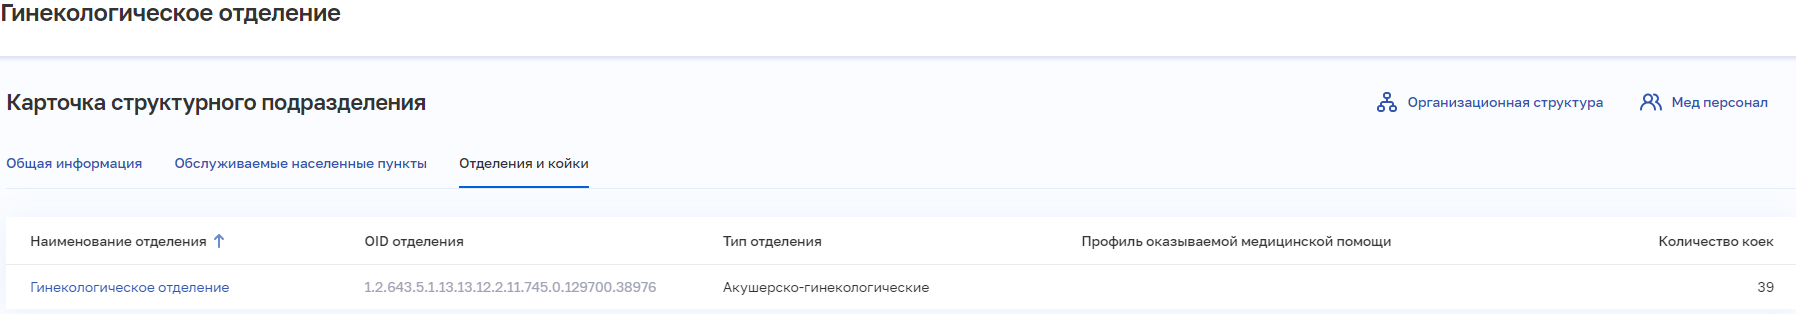 Гинекологическое отделение
Карточка структурного подразделения
Организационная структура
Мед персонал
Общая информация
Обслуживаемые населенные пункты
Отделения и койки
Наименование отделения
OID отделения
Тип отделения
Профиль оказываемой медицинской помощи
Количество коек
Гинекологическое отделение
1.2.643.5.1.13.13.12.2.11.745.0.129700.38976
Акушерско-гинекологические
39